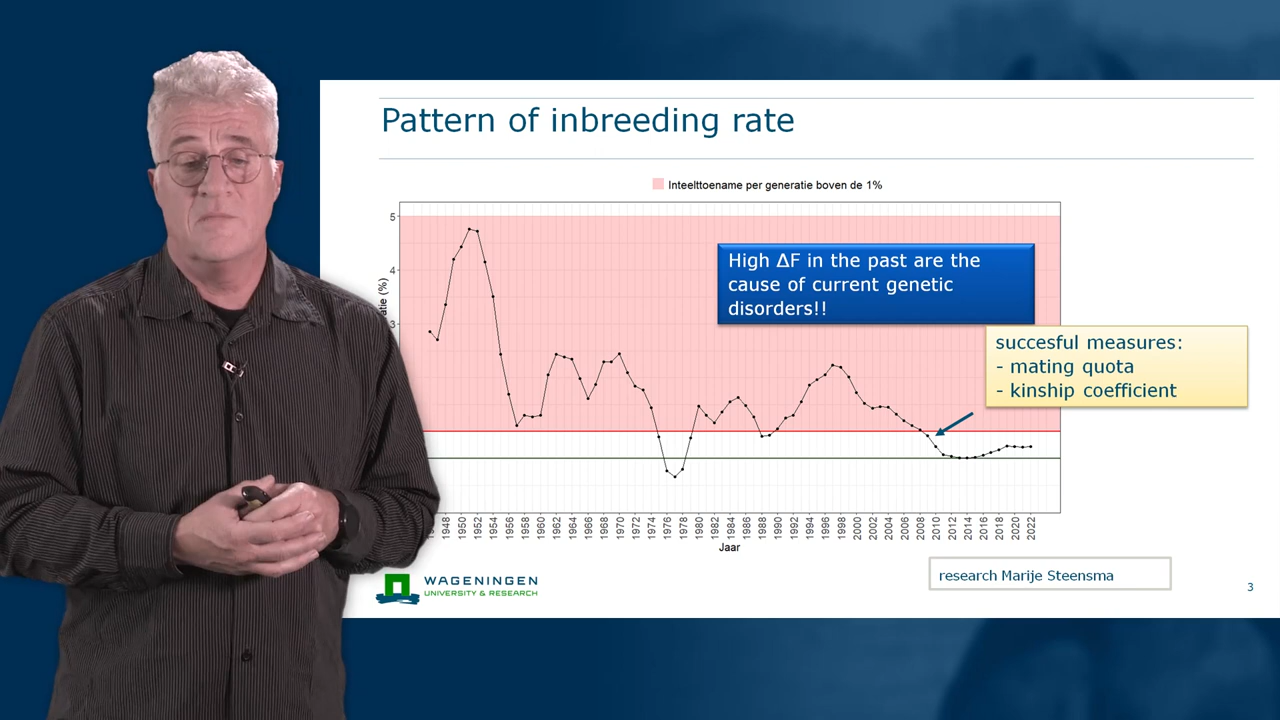 Pattern of inbreeding rate
Inteelttoename per generatie boven de 1%
5
4
3
atie (%)
High ΔF in the past are the
cause of current genetic
disorders!!
succesful measures:
- mating quota
- kinship coefficient
1948 1950 1952 1954 1956 1958 1960 1962 1964 1966 1968 1970 1972 1974 1976 1978 1980 1982 1984 1986 1988 1990 1992 1994 1996 1998 2000 2002 2004 2006 2008 2010 2012 2014 2016 2018 2020 2022
Jaar
WAGENINGEN
UNIVERSITY & RESEARCH
research Marije Steensma
3